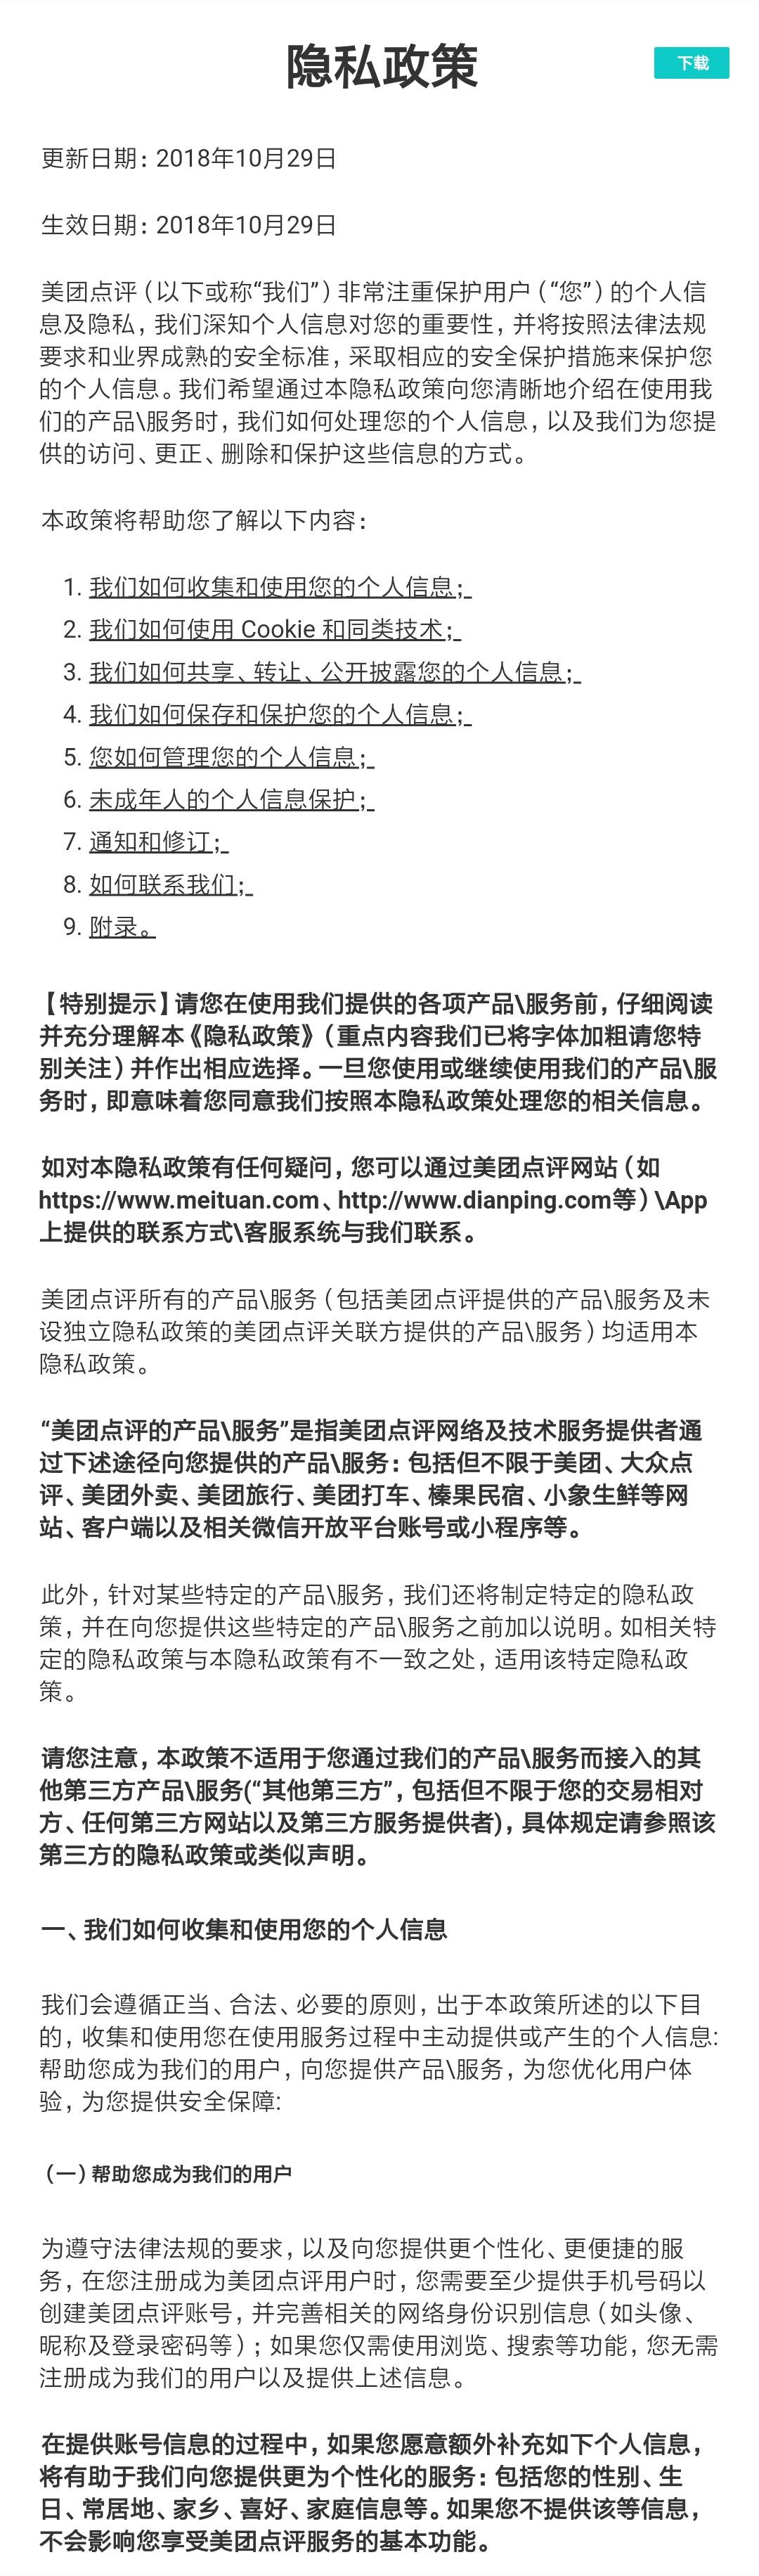 隐私政策
下载
更新日期：2018年10月29日
生效日期：2018年10月29日
美团点评（以下或称“我们”）非常注重保护用户（“您”）的个人信
息及隐私，我们深知个人信息对您的重要性，并将按照法律法规
要求和业界成熟的安全标准，采取相应的安全保护措施来保护您
的个人信息。我们希望通过本隐私政策向您清晰地介绍在使用我
们的产品\服务时，我们如何处理您的个人信息，以及我们为您提
供的访问、更正、删除和保护这些信息的方式。
本政策将帮助您了解以下内容：
1. 我们如何收集和使用您的个人信息；
2. 我们如何使用 Cookie 和同类技术；
3. 我们如何共享、转让、公开披露您的个人信息；
4. 我们如何保存和保护您的个人信息；
5. 您如何管理您的个人信息；
6. 未成年人的个人信息保护；
7. 通知和修订；
8. 如何联系我们；
9. 附录。
【特别提示】请您在使用我们提供的各项产品\服务前，仔细阅读
并充分理解本《隐私政策》（重点内容我们已将字体加粗请您特
别关注）并作出相应选择。一旦您使用或继续使用我们的产品\服
务时，即意味着您同意我们按照本隐私政策处理您的相关信息。
如对本隐私政策有任何疑问，您可以通过美团点评网站（如
https://www.meituan.com、http://www.dianping.com等）\App
上提供的联系方式\客服系统与我们联系。
美团点评所有的产品\服务（包括美团点评提供的产品\服务及未
设独立隐私政策的美团点评关联方提供的产品\服务）均适用本
隐私政策。
“美团点评的产品\服务”是指美团点评网络及技术服务提供者通
过下述途径向您提供的产品\服务：包括但不限于美团、大众点
评、美团外卖、美团旅行、美团打车、榛果民宿、小象生鲜等网
站、客户端以及相关微信开放平台账号或小程序等。
此外，针对某些特定的产品\服务，我们还将制定特定的隐私政
策，并在向您提供这些特定的产品\服务之前加以说明。如相关特
定的隐私政策与本隐私政策有不一致之处，适用该特定隐私政
策。
请您注意，本政策不适用于您通过我们的产品\服务而接入的其
他第三方产品\服务(“其他第三方”，包括但不限于您的交易相对
方、任何第三方网站以及第三方服务提供者)，具体规定请参照该
第三方的隐私政策或类似声明。
一、我们如何收集和使用您的个人信息
我们会遵循正当、合法、必要的原则，出于本政策所述的以下目
的，收集和使用您在使用服务过程中主动提供或产生的个人信息:
帮助您成为我们的用户，向您提供产品\服务，为您优化用户体
验，为您提供安全保障:
（一）帮助您成为我们的用户
为遵守法律法规的要求，以及向您提供更个性化、更便捷的服
务，在您注册成为美团点评用户时，您需要至少提供手机号码以
创建美团点评账号，并完善相关的网络身份识别信息（如头像、
昵称及登录密码等）；如果您仅需使用浏览、搜索等功能，您无需
注册成为我们的用户以及提供上述信息。
在提供账号信息的过程中，如果您愿意额外补充如下个人信息，
将有助于我们向您提供更为个性化的服务：包括您的性别、生
日、常居地、家乡、喜好、家庭信息等。如果您不提供该等信息，
不会影响您享受美团点评服务的基本功能。